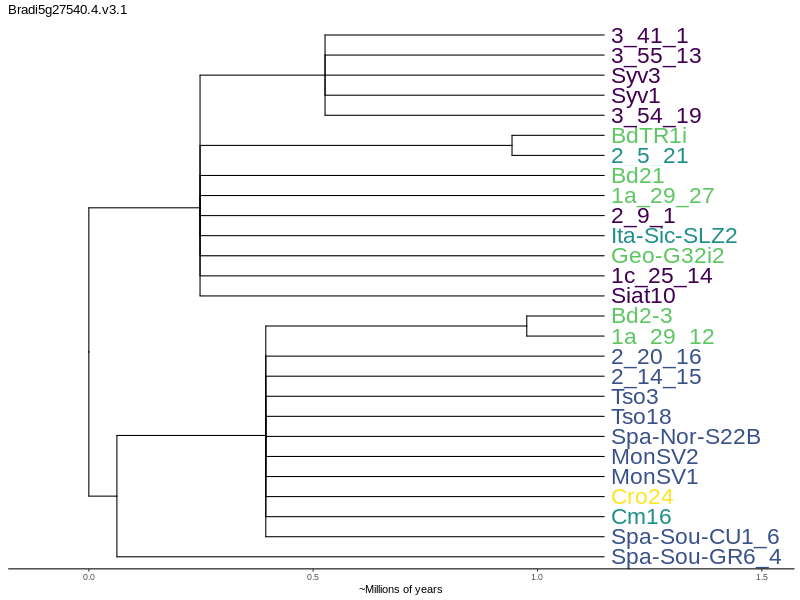 Bradi5g27540.4.v3.1
3_41_1
3_55_13
Syv3
Syv1
3_54_19
BdTR1i
2_5_21
Bd21
1a_29_27
2_9_1
Ita-Sic-SLZ2
Geo-G32i2
1c_25_14
Siat10
Bd2-3
1a_29_12
2_20_16
2_14_15
Tso3
Tso18
Spa-Nor-S22B
MonSV2
MonSV1
Cro24
Cm16
Spa-Sou-CU1_6
Spa-Sou-GR6_4
0.0 0.5 1.0 1.5
~Millions of years